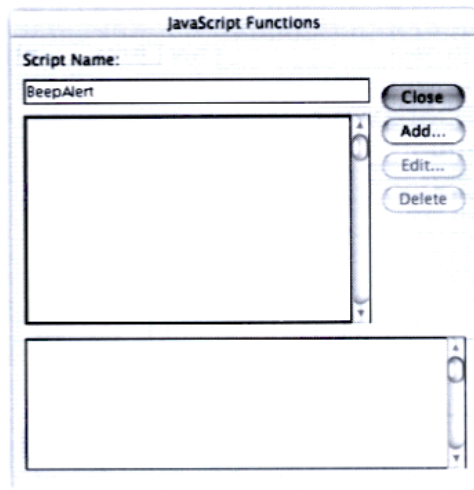 JavaScript Functions
Script Name:
BeepAlert
Close
Add...
Edit...
Delete